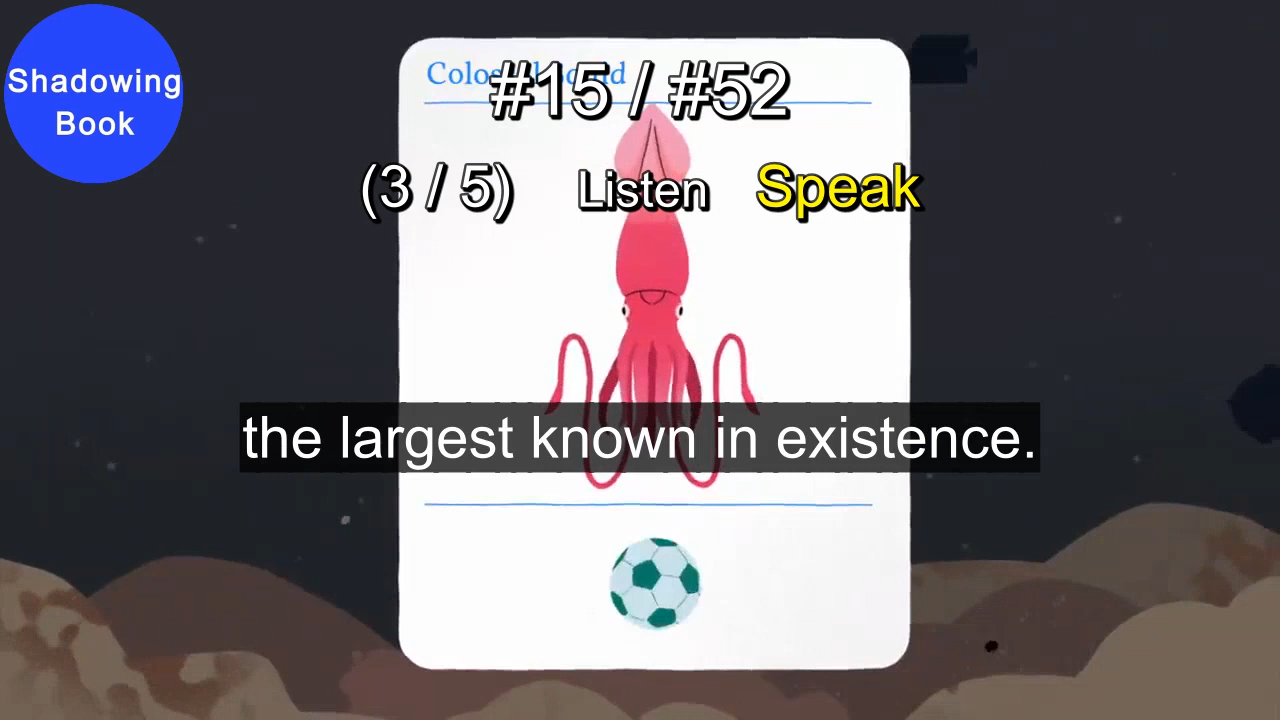 Shadowing
Book
#15 / #52
(3 / 5) Listen Speak
the largest known in existence.